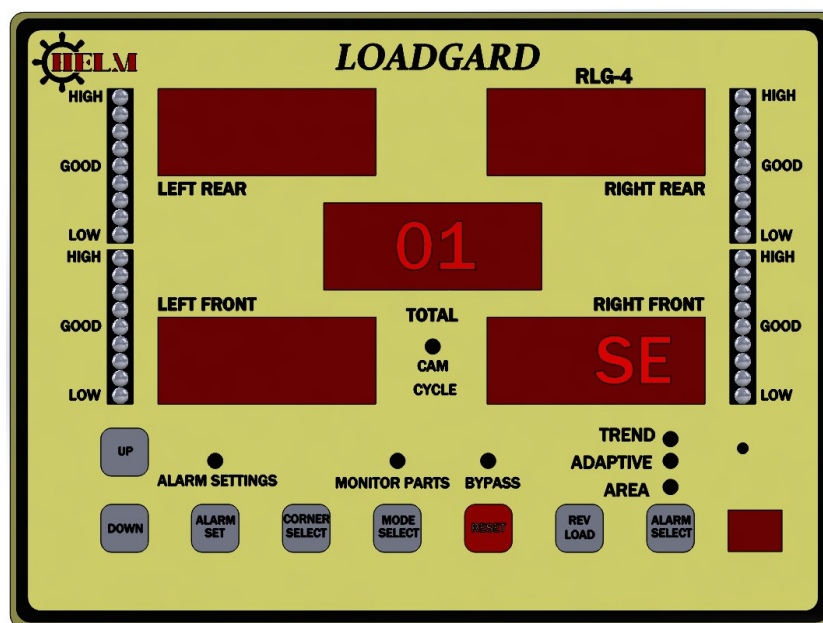 HELM
LOADGARD
RLG-4
HIGH
HIGH
GOOD
GOOD
LEFT REAR
RIGHT REAR
LOW
LOW
01
HIGH
HIGH
LEFT FRONT
RIGHT FRONT
TOTAL
GOOD
GOOD
SE
CAM
CYCLE
LOW
LOW
UP
TREND
ADAPTIVE
AREA
ALARM SETTINGS
MONITOR PARTS
BYPASS
DOWN
ALARM
SET
CORNER
SELECT
MODE
SELECT
RESET
REV
LOAD
ALARM
SELECT